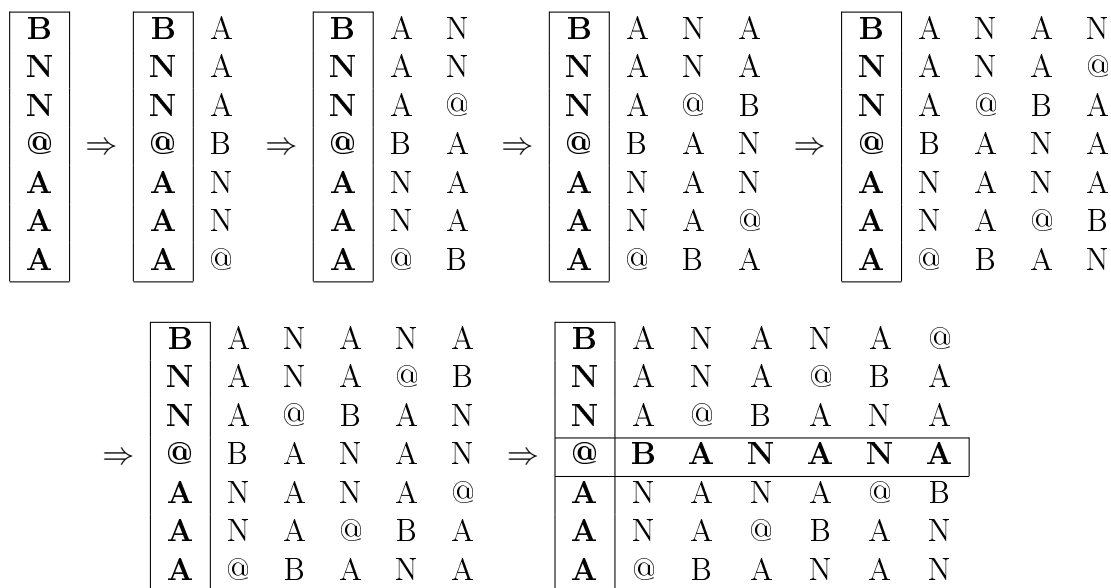 B B A B A N B A N A B A N A N
N N A N A N N A N A N A N A @
N N A N A @ N A @ B N A @ B A
@ ⇒ @ B ⇒ @ B A ⇒ @ B A N ⇒ @ B A N A
A A N A N A A N A N A N A N A
A A N A N A A N A @ A N A @ B
A A @ A @ B A @ B A A @ B A N
B A N A N A B A N A N A @
N A N A @ B N A N A @ B A
N A @ B A N N A @ B A N A
⇒ @ B A N A N ⇒ @ B A N A N A
A N A N A @ A N A N A @ B
A N A @ B A A N A @ B A N
A @ B A N A A @ B A N A N